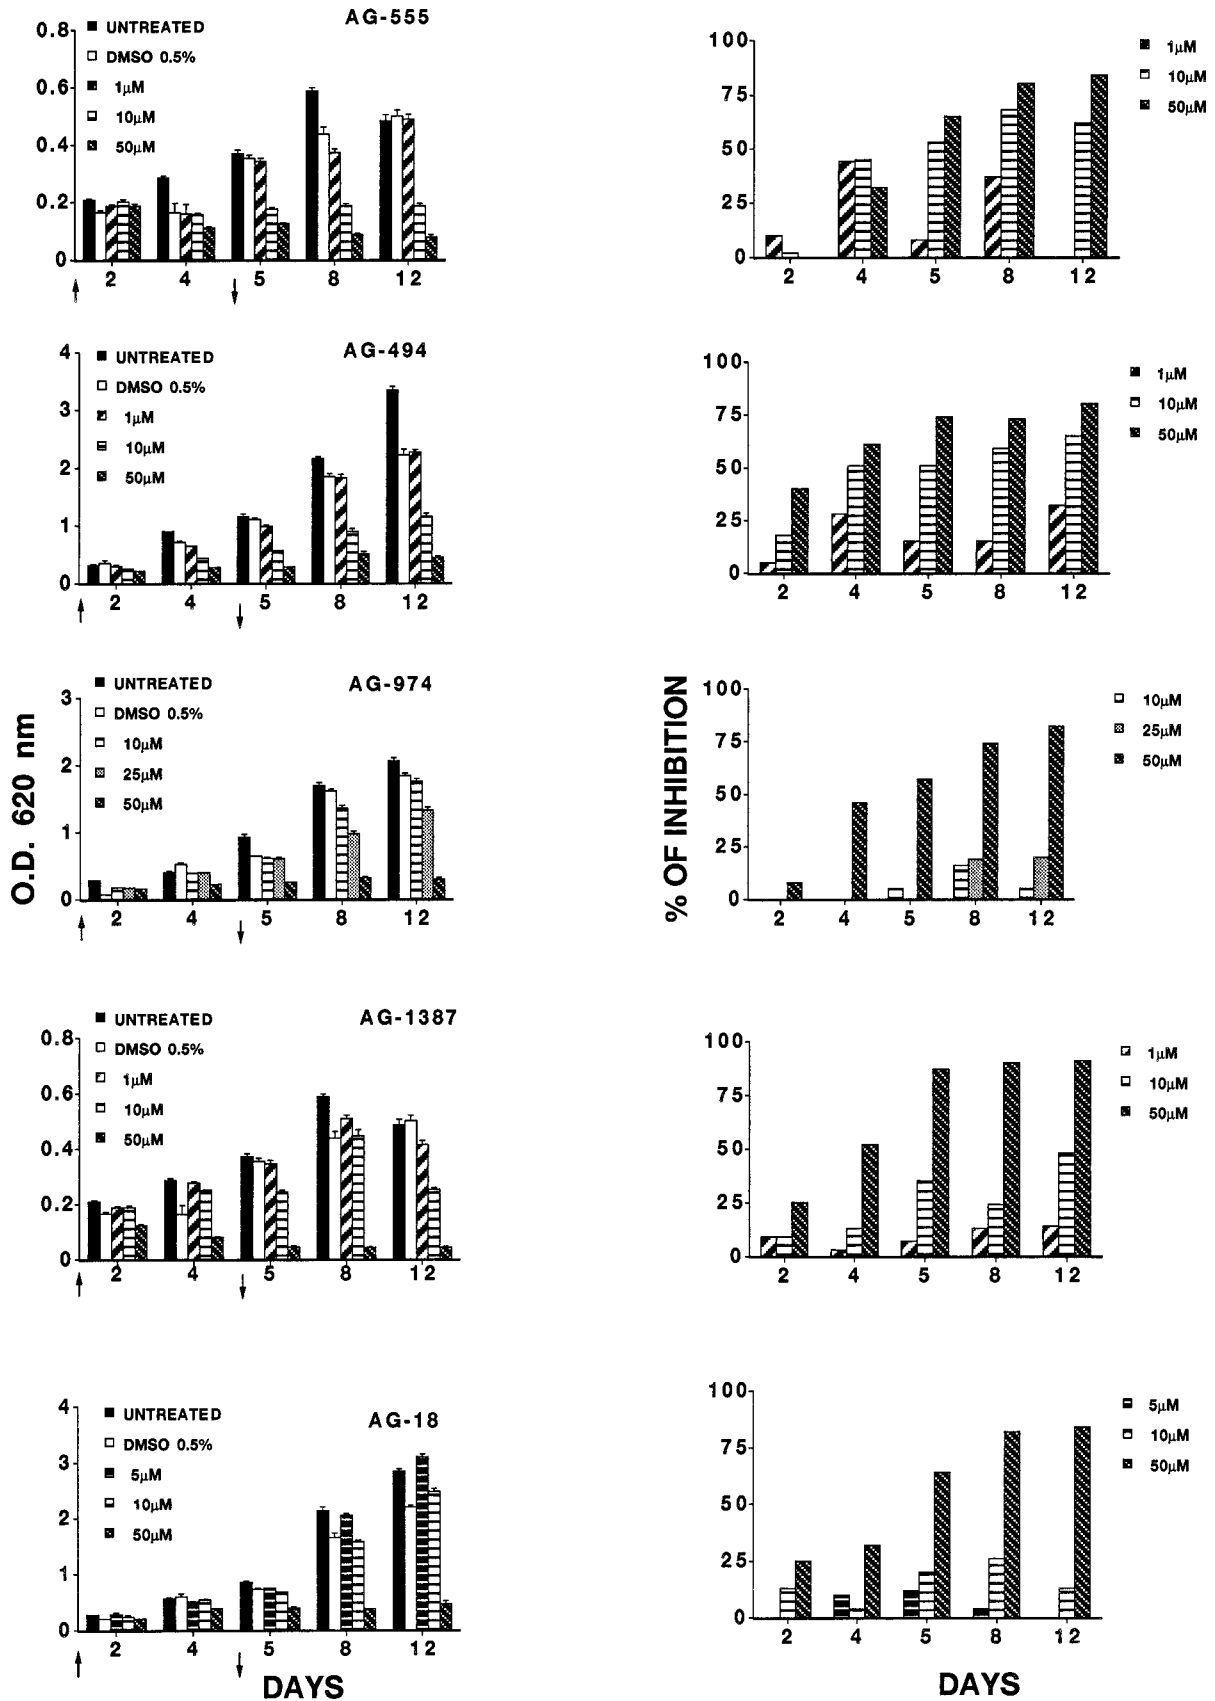 AG-555
UNTREATED
DMSO 0.5%
1µM
10µM
50µM
0.8
0.6
0.4
0.2
0
2 4 5 8 12
100
75
50
25
0
2 4 5 8 12
1µM
10µM
50µM
AG-494
UNTREATED
DMSO 0.5%
1µM
10µM
50µM
4
3
2
1
0
2 4 5 8 12
100
75
50
25
0
2 4 5 8 12
1µM
10µM
50µM
AG-974
UNTREATED
DMSO 0.5%
10µM
25µM
50µM
3
2
1
0
2 4 5 8 12
O.D. 620 nm
% OF INHIBITION
100
75
50
25
0
2 4 5 8 12
10µM
25µM
50µM
AG-1387
UNTREATED
DMSO 0.5%
1µM
10µM
50µM
0.8
0.6
0.4
0.2
0
2 4 5 8 12
100
75
50
25
0
2 4 5 8 12
1µM
10µM
50µM
AG-18
UNTREATED
DMSO 0.5%
5µM
10µM
50µM
4
3
2
1
0
2 4 5 8 12
DAYS
100
75
50
25
0
2 4 5 8 12
5µM
10µM
50µM
DAYS